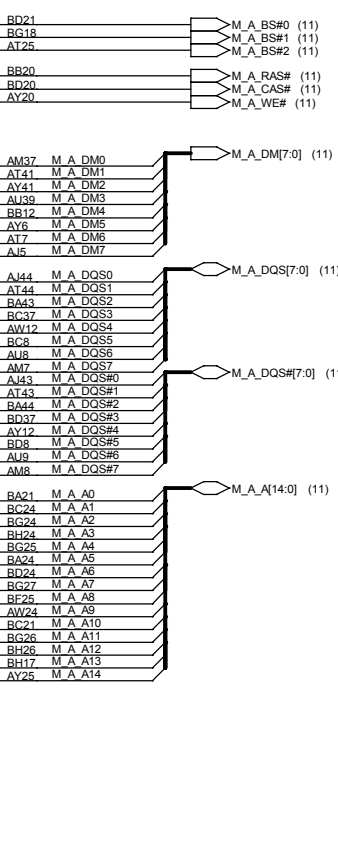 BD21 M_A_BS#0 (11)
BG18 M_A_BS#1 (11)
AT25 M_A_BS#2 (11)
BB20 M_A_RAS# (11)
BD20 M_A_CAS# (11)
AY20 M_A_WE# (11)
M_A_DM[7:0] (11)
AM37 M_A_DM0
AT41 M_A_DM1
AY41 M_A_DM2
AU39 M_A_DM3
BB12 M_A_DM4
AY6 M_A_DM5
AT7 M_A_DM6
AJ5 M_A_DM7
M_A_DQS[7:0] (11)
AJ44 M_A_DQS0
AT44 M_A_DQS1
BA43 M_A_DQS2
BC37 M_A_DQS3
AW12 M_A_DQS4
BC8 M_A_DQS5
AU8 M_A_DQS6
AM7 M_A_DQS7
M_A_DQS#[7:0] (1
AJ43 M_A_DQS#0
AT43 M_A_DQS#1
BA44 M_A_DQS#2
BD37 M_A_DQS#3
AY12 M_A_DQS#4
BD8 M_A_DQS#5
AU9 M_A_DQS#6
AM8 M_A_DQS#7
M_A_A[14:0] (11)
BA21 M_A_A0
BC24 M_A_A1
BG24 M_A_A2
BH24 M_A_A3
BG25 M_A_A4
BA24 M_A_A5
BD24 M_A_A6
BG27 M_A_A7
BF25 M_A_A8
AW24 M_A_A9
BC21 M_A_A10
BG26 M_A_A11
BH26 M_A_A12
BH17 M_A_A13
AY25 M_A_A14